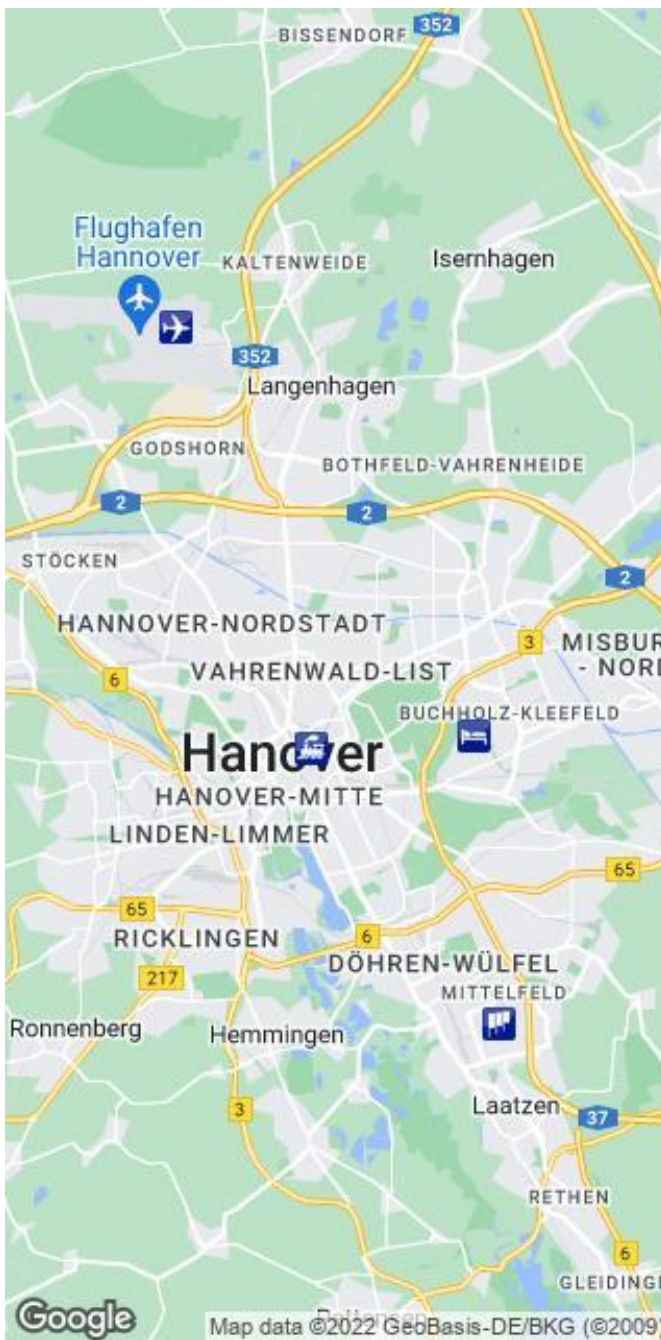 BISSENDORF
352
Flughafen
Hannover
KALTENWEIDE
Isernhagen
352
Langenhagen
GODSHORN
BOTHFELD-VAHRENHEIDE
2
2
STÖCKEN
2
HANNOVER-NORDSTADT
3
MISBUR
- NORD
VAHRENWALD-LIST
6
BUCHHOLZ-KLEEFELD
Hanover
HANOVER-MITTE
LINDEN-LIMMER
65
65
RICKLINGEN
6
DÖHREN-WÜLFEL
217
MITTELFELD
Ronnenberg
Hemmingen
3
Laatzen
37
RETHEN
6
GLEIDINGE
Google
Map data ©2022 GeoBasis-DE/BKG (©2009)